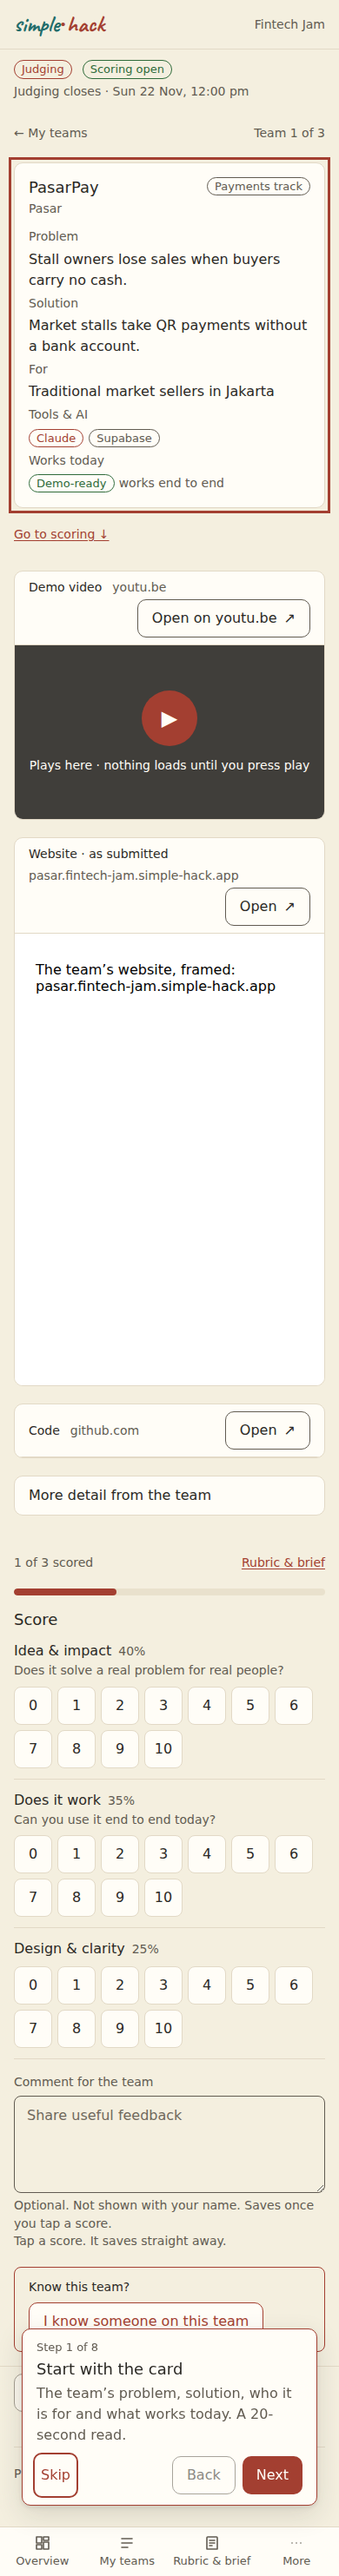 simple·hack
Fintech Jam
Judging
Scoring open
Judging closes · Sun 22 Nov, 12:00 pm
← My teams
Team 1 of 3
PasarPay
Payments track
Pasar
Problem
Stall owners lose sales when buyers
carry no cash.
Solution
Market stalls take QR payments without
a bank account.
For
Traditional market sellers in Jakarta
Tools & AI
Claude
Supabase
Works today
Demo-ready works end to end
Go to scoring ↓
Demo video youtu.be
Open on youtu.be ↗
▶
Plays here · nothing loads until you press play
Website · as submitted
pasar.fintech-jam.simple-hack.app
Open ↗
The team’s website, framed:
pasar.fintech-jam.simple-hack.app
Code github.com
Open ↗
More detail from the team
1 of 3 scored
Rubric & brief
Score
Idea & impact 40%
Does it solve a real problem for real people?
0 1 2 3 4 5 6
7 8 9 10
Does it work 35%
Can you use it end to end today?
0 1 2 3 4 5 6
7 8 9 10
Design & clarity 25%
0 1 2 3 4 5 6
7 8 9 10
Comment for the team
Share useful feedback
Optional. Not shown with your name. Saves once
you tap a score.
Tap a score. It saves straight away.
Know this team?
I know someone on this team
Step 1 of 8
Start with the card
The team’s problem, solution, who it
is for and what works today. A 20-
second read.
Skip
Back
Next
Overview
My teams
Rubric & brief
More